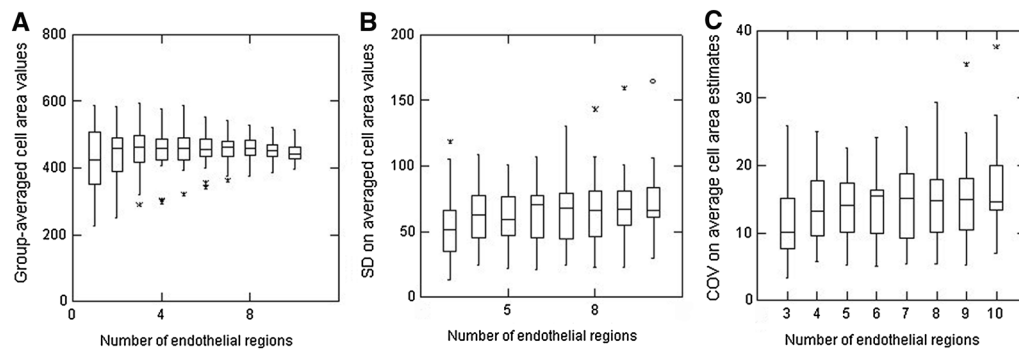 A
Group-averaged cell area values
800
600
400
200
0
0 4 8
Number of endothelial regions
B
SD on averaged cell area values
200
150
100
50
0
5 8
Number of endothelial regions
C
COV on average cell area estimates
40
30
20
10
0
3 4 5 6 7 8 9 10
Number of endothelial regions